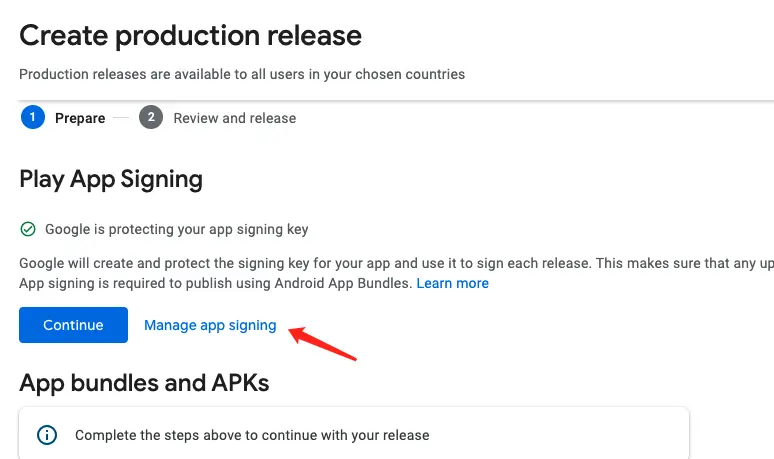 Create production release
Production releases are available to all users in your chosen countries
1 Prepare 2 Review and release
Play App Signing
Google is protecting your app signing key
Google will create and protect the signing key for your app and use it to sign each release. This makes sure that any up
App signing is required to publish using Android App Bundles. Learn more
Continue Manage app signing
App bundles and APKs
Complete the steps above to continue with your release